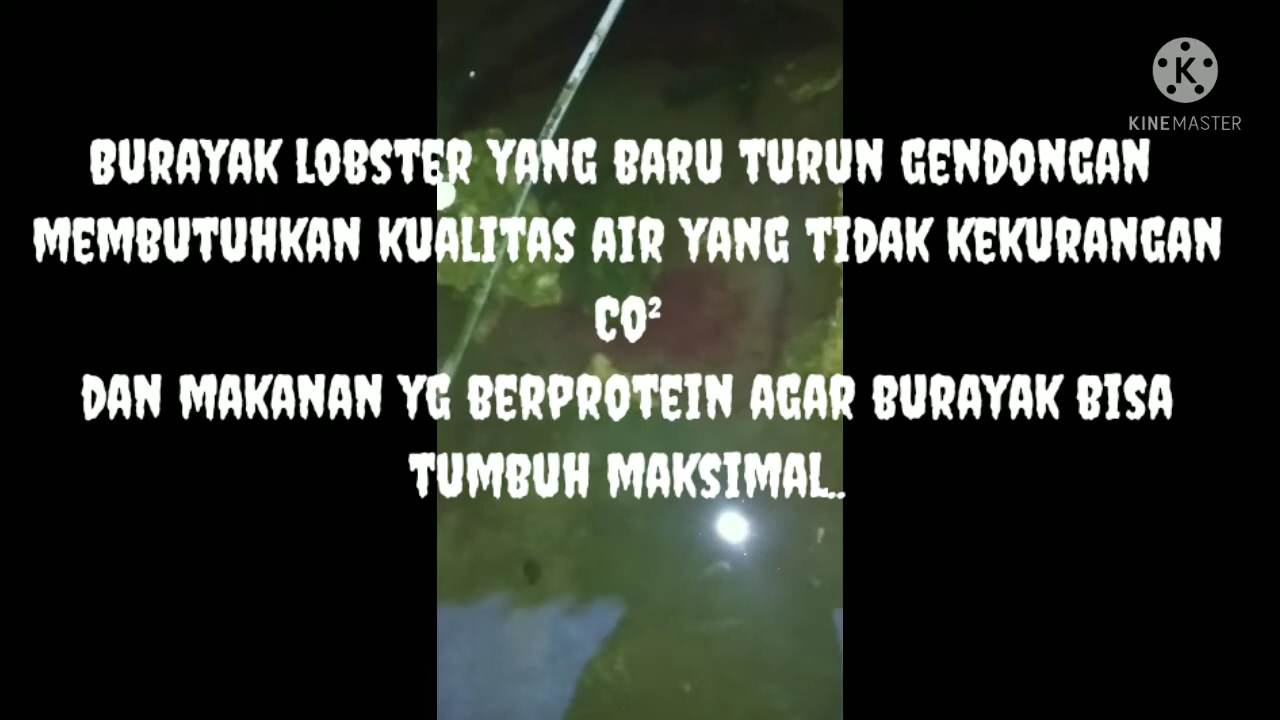 BURAYAK LOBSTER YANG BARU TURUN GENDONGAN
MEMBUTUHKAN KUALITAS AIR YANG TIDAK KEKURANGAN
CO²
DAN MAKANAN YG BERPROTEIN AGAR BURAYAK BISA
TUMBUH MAKSIMAL..
K
KINEMASTER